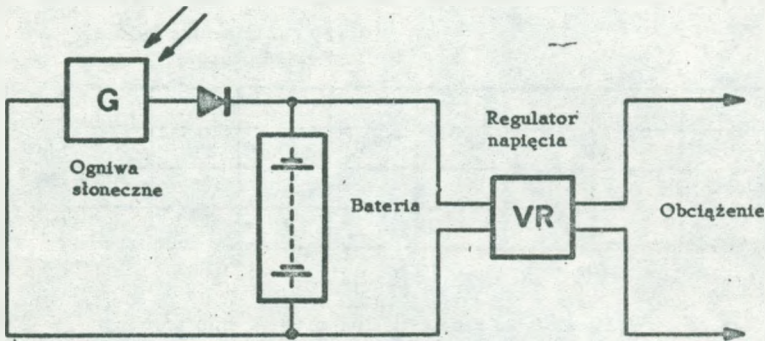 G
Ogniwa
słoneczne
Bateria
Regulator
napięcia
VR
Obciążenie